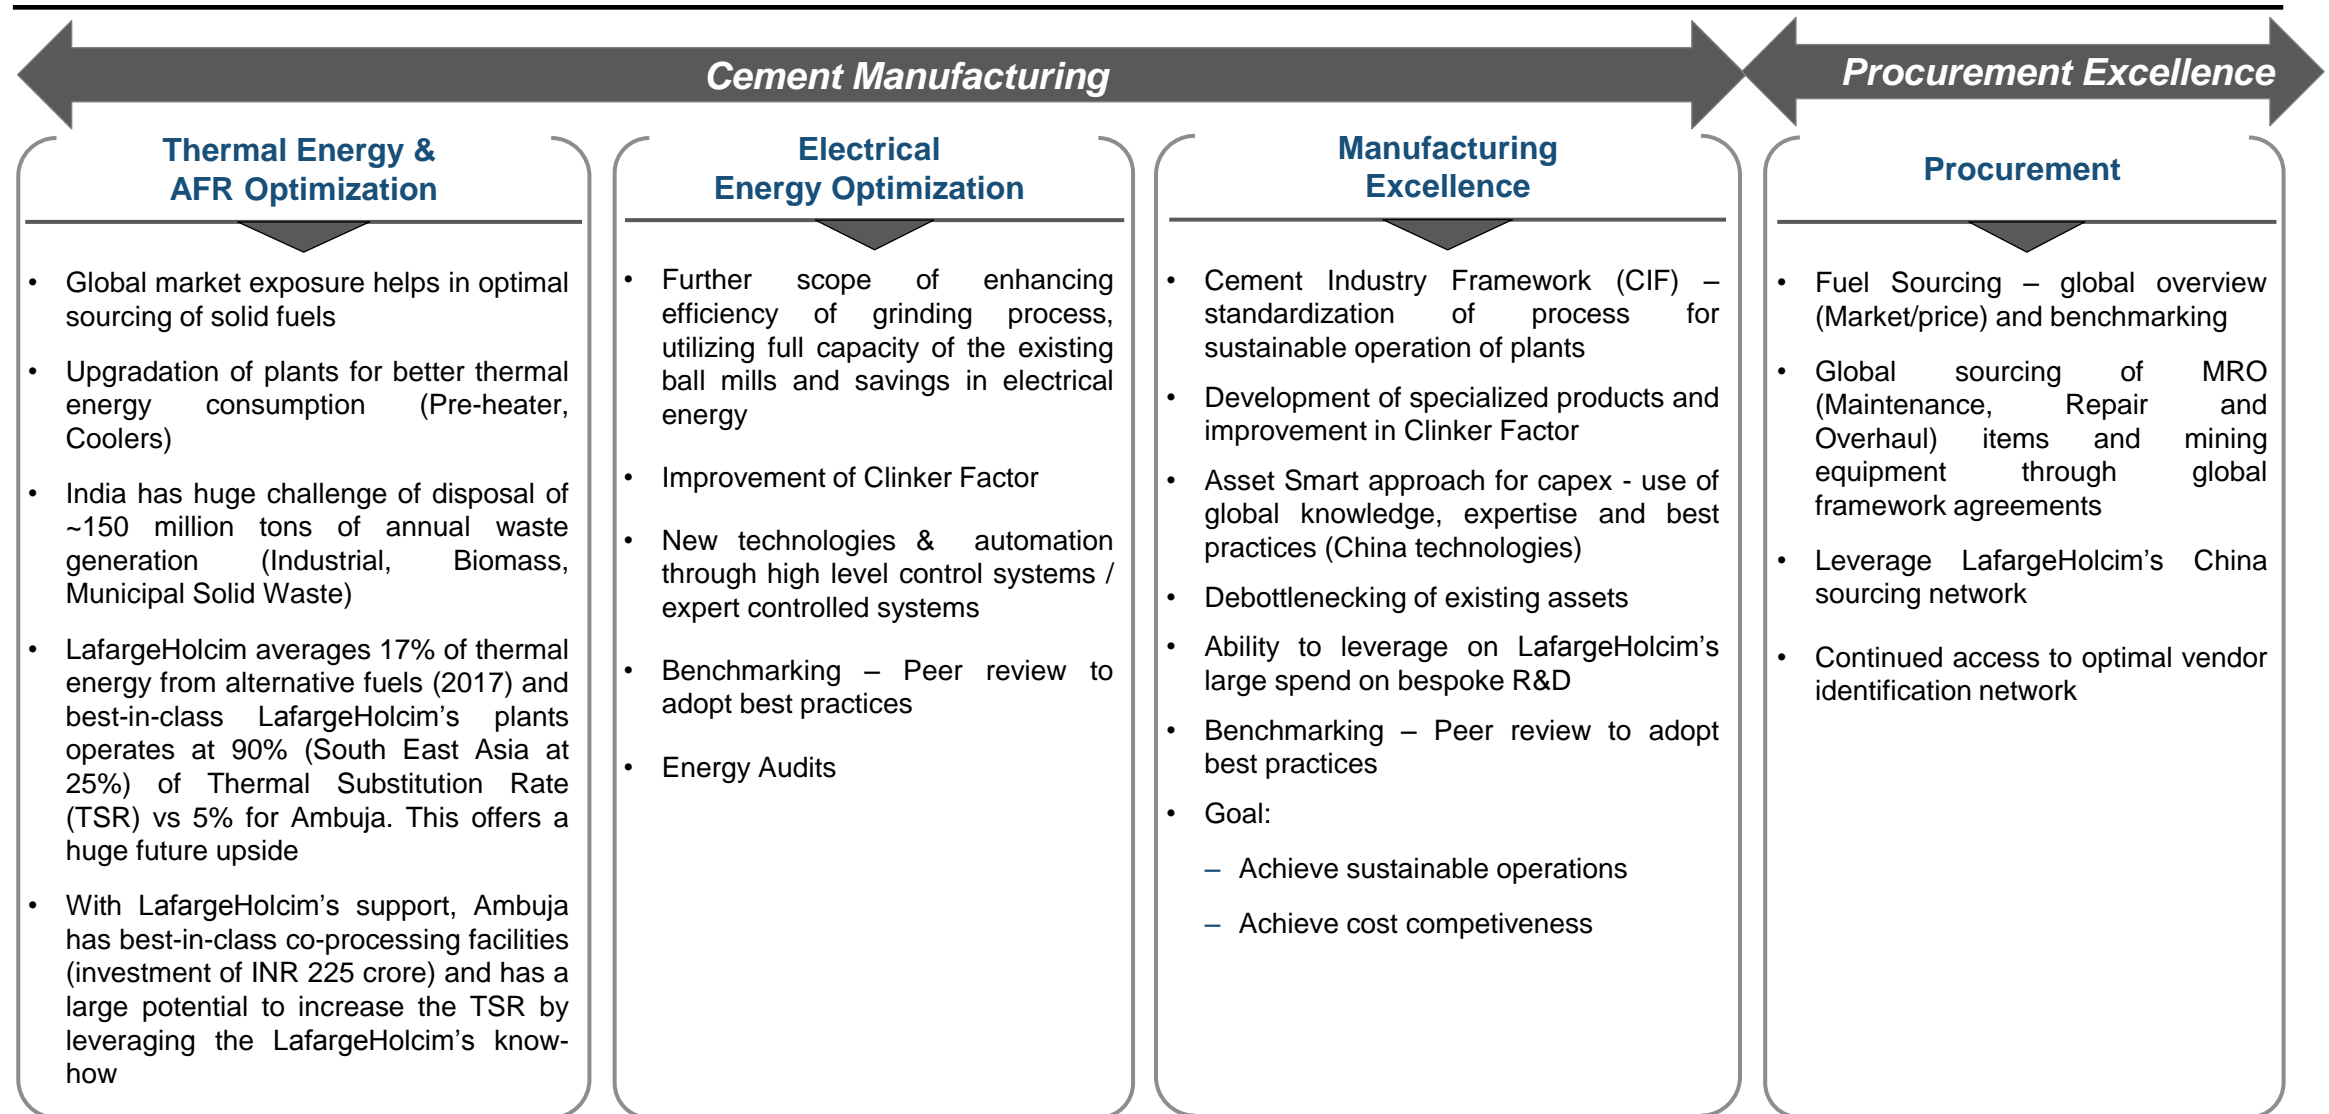 Cement Manufacturing
Procurement Excellence
Thermal Energy &
AFR Optimization
• Global market exposure helps in optimal
sourcing of solid fuels
• Upgradation of plants for better thermal
energy consumption (Pre-heater,
Coolers)
• India has huge challenge of disposal of
~150 million tons of annual waste
generation (Industrial, Biomass,
Municipal Solid Waste)
• LafargeHolcim averages 17% of thermal
energy from alternative fuels (2017) and
best-in-class LafargeHolcim’s plants
operates at 90% (South East Asia at
25%) of Thermal Substitution Rate
(TSR) vs 5% for Ambuja. This offers a
huge future upside
• With LafargeHolcim’s support, Ambuja
has best-in-class co-processing facilities
(investment of INR 225 crore) and has a
large potential to increase the TSR by
leveraging the LafargeHolcim’s know-
how
Electrical
Energy Optimization
• Further scope of enhancing
efficiency of grinding process,
utilizing full capacity of the existing
ball mills and savings in electrical
energy
• Improvement of Clinker Factor
• New technologies & automation
through high level control systems /
expert controlled systems
• Benchmarking – Peer review to
adopt best practices
• Energy Audits
Manufacturing
Excellence
• Cement Industry Framework (CIF) –
standardization of process for
sustainable operation of plants
• Development of specialized products and
improvement in Clinker Factor
• Asset Smart approach for capex - use of
global knowledge, expertise and best
practices (China technologies)
• Debottlenecking of existing assets
• Ability to leverage on LafargeHolcim’s
large spend on bespoke R&D
• Benchmarking – Peer review to adopt
best practices
• Goal:
– Achieve sustainable operations
– Achieve cost competiveness
Procurement
• Fuel Sourcing – global overview
(Market/price) and benchmarking
• Global sourcing of MRO
(Maintenance, Repair and
Overhaul) items and mining
equipment through global
framework agreements
• Leverage LafargeHolcim’s China
sourcing network
• Continued access to optimal vendor
identification network